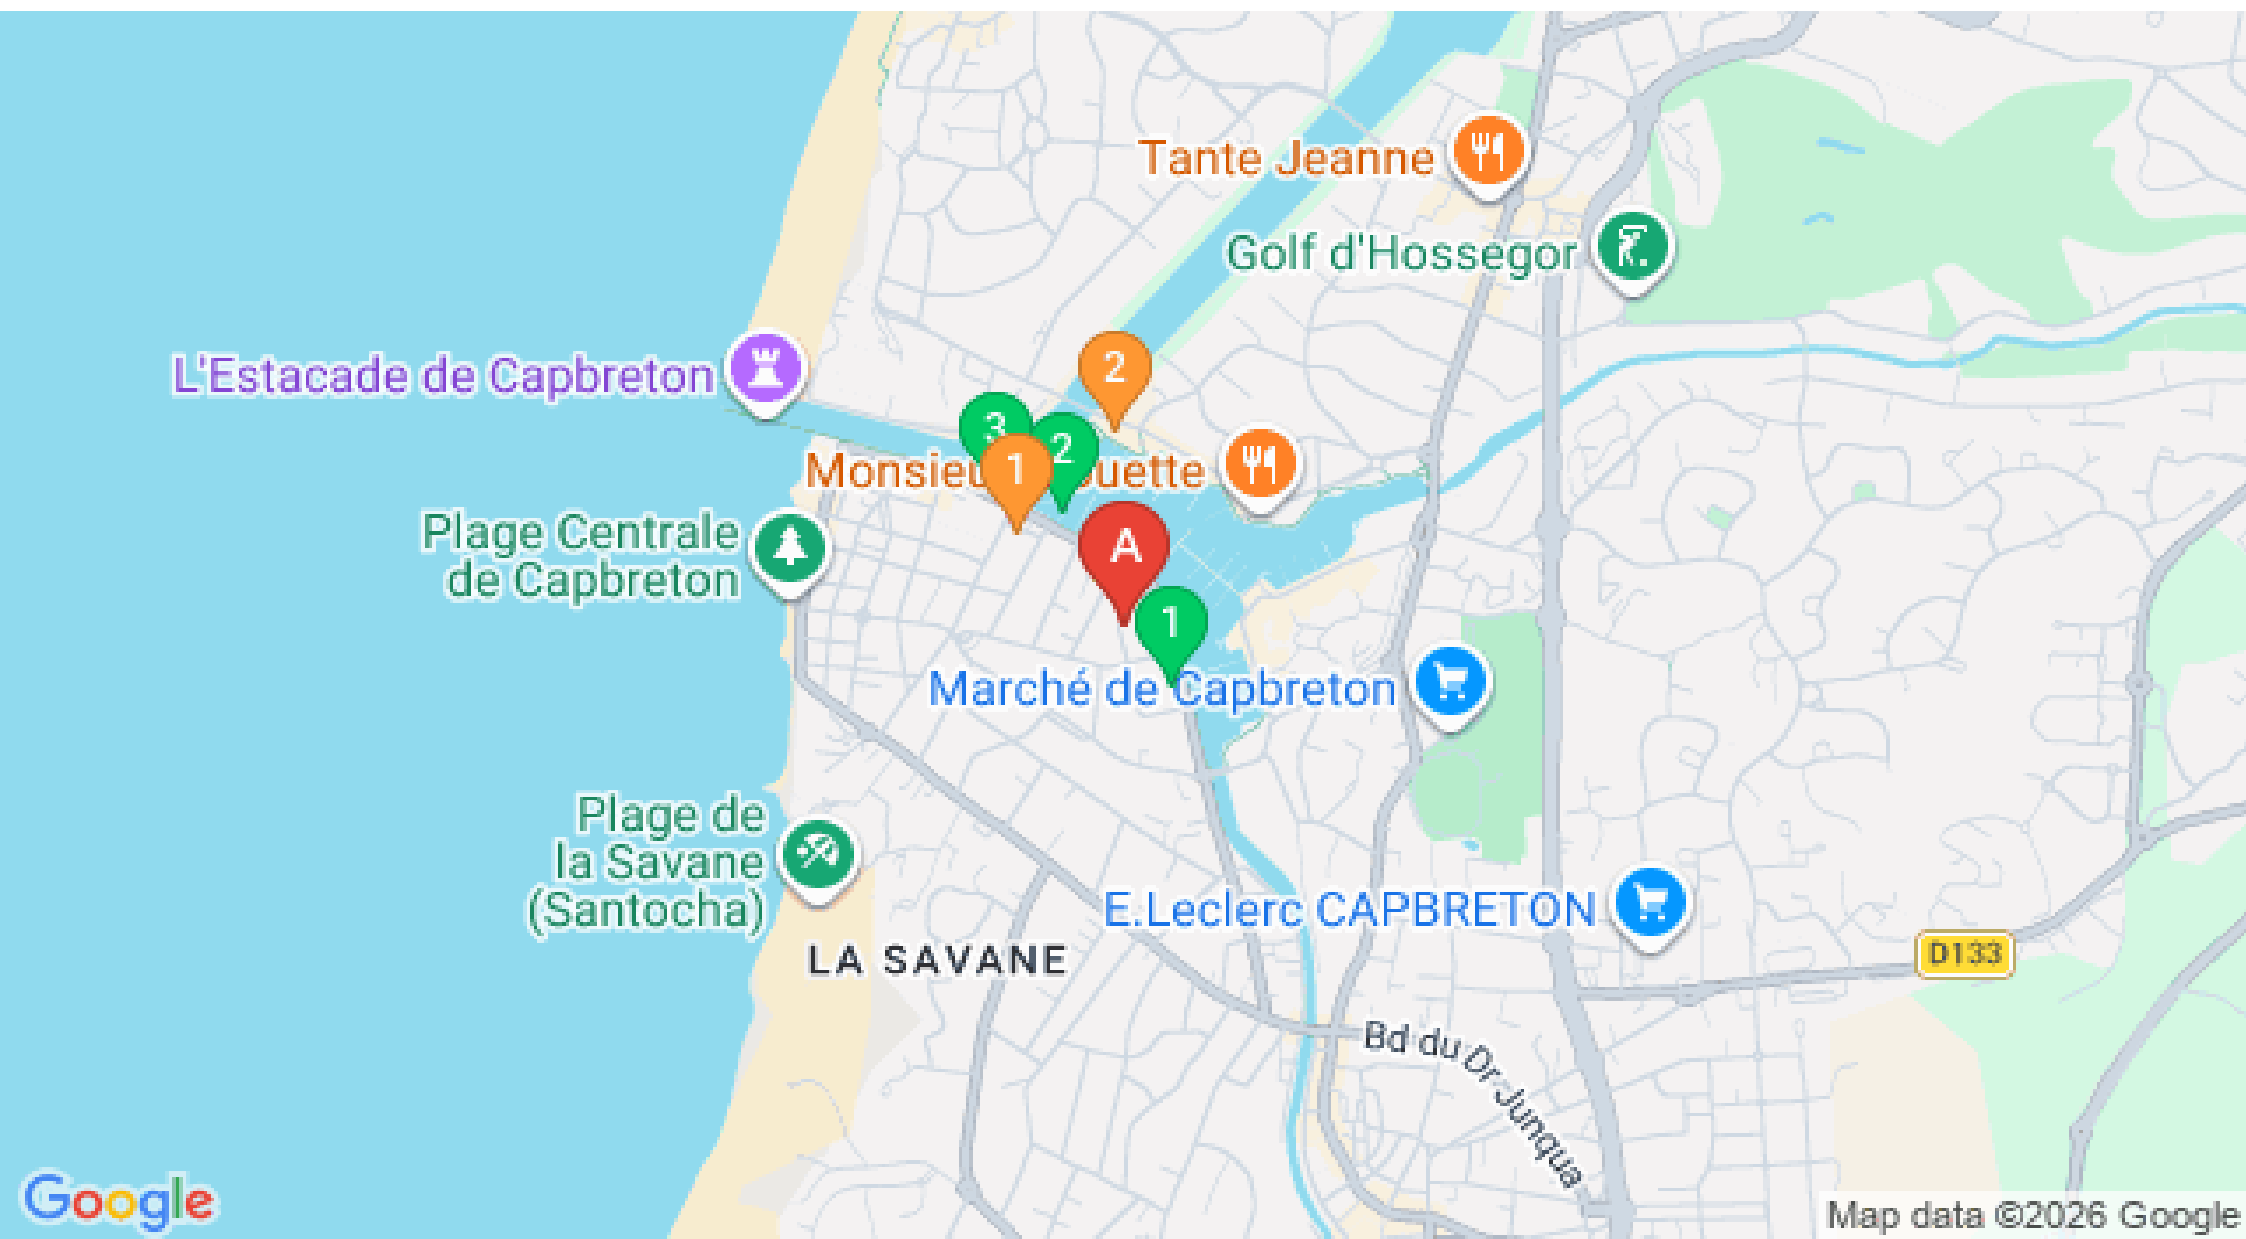 Tante Jeanne
Golf d'Hossegor
L'Estacade de Capbreton
2
3
2
1
Monsieu
uette
Plage Centrale
de Capbreton
A
1
Marché de Capbreton
Plage de
la Savane
(Santocha)
E.Leclerc CAPBRETON
LA SAVANE
D133
Bd du Dr Junqua
Google
Map data ©2026 Google